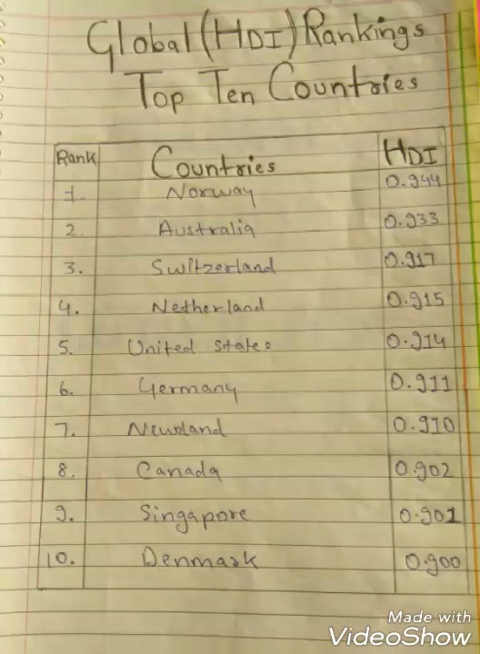 Global (HDI) Rankings
Top Ten Countries
Rank Countries HDI
1. Norway 0.944
2. Australia 0.933
3. Switzerland 0.917
4. Netherland 0.915
5. United states 0.914
6. Germany 0.911
7. Newzland 0.910
8. Canada 0.902
9. Singapore 0.901
10. Denmark 0.900
Made with
VideoShow